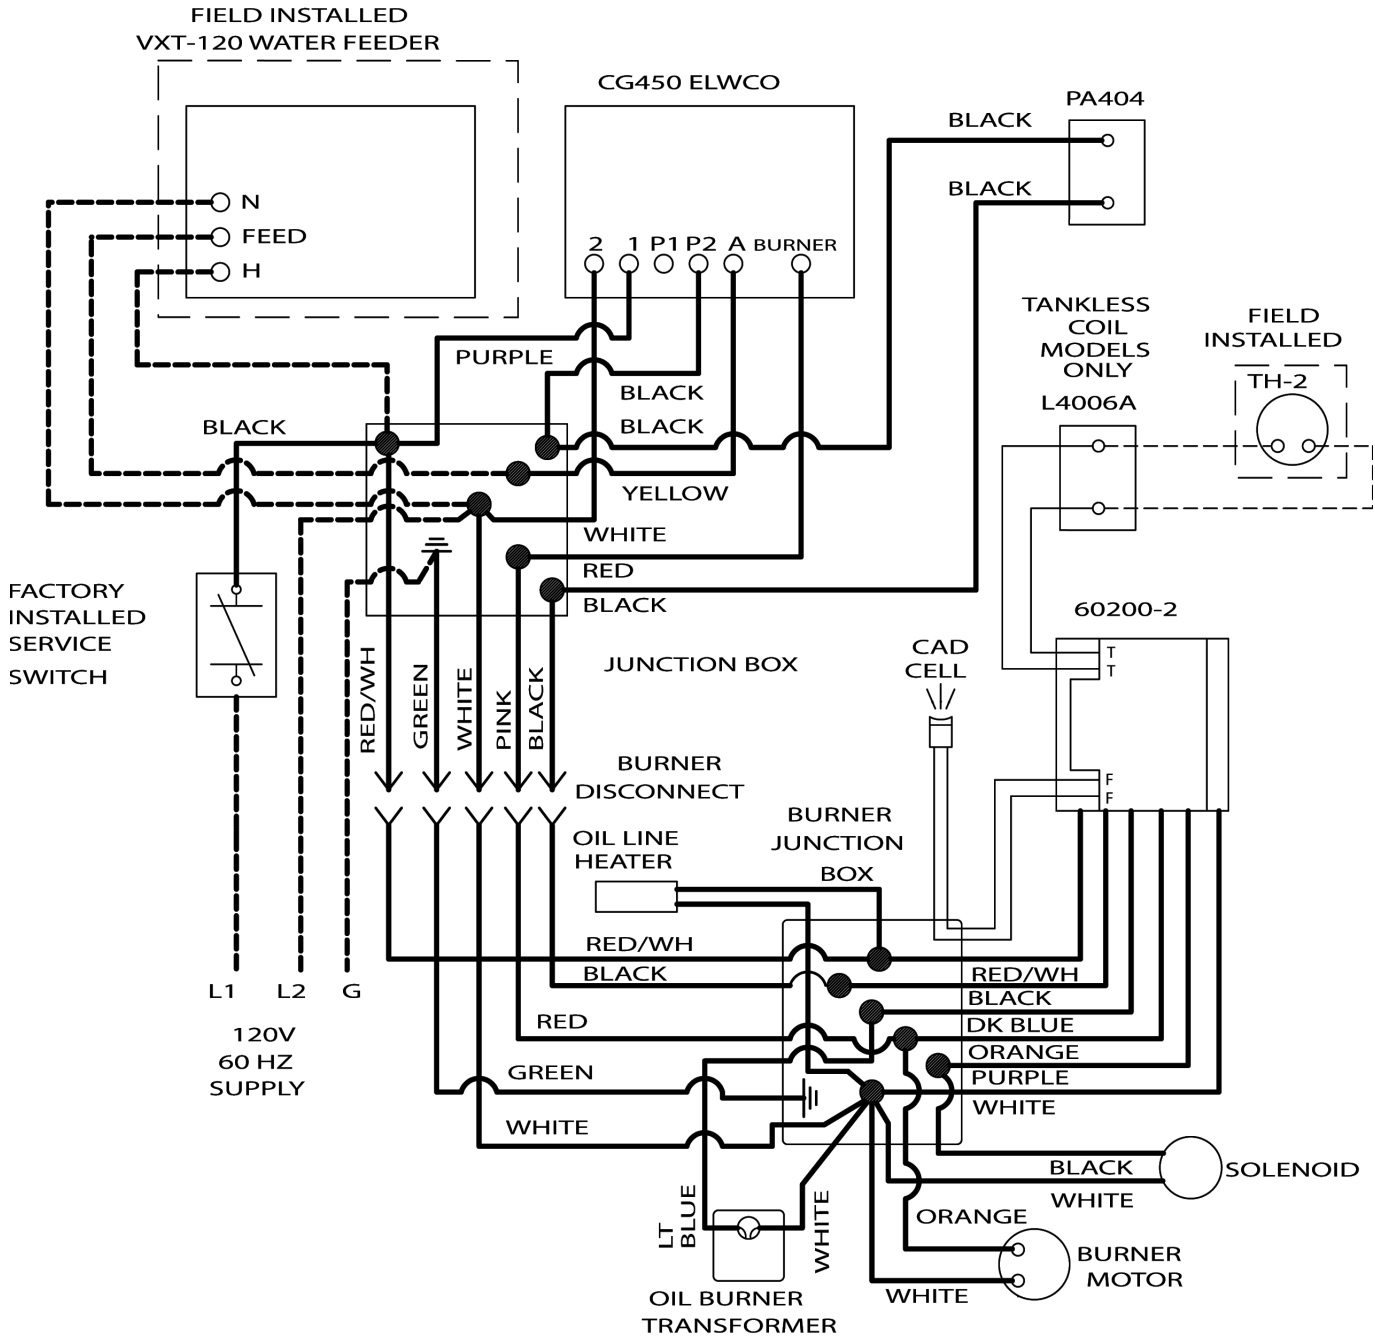 FIELD INSTALLED
VXT-120 WATER FEEDER
CG450 ELWCO
PA404
BLACK
BLACK
N
FEED
H
2 1 P1 P2 A BURNER
TANKLESS
COIL
MODELS
ONLY
L4006A
FIELD
INSTALLED
TH-2
PURPLE
BLACK
BLACK
BLACK
YELLOW
WHITE
RED
BLACK
FACTORY
INSTALLED
SERVICE
SWITCH
JUNCTION BOX
60200-2
T
T
F
F
CAD
CELL
RED/WH
GREEN
WHITE
PINK
BLACK
BURNER
DISCONNECT
OIL LINE
HEATER
BURNER
JUNCTION
BOX
RED/WH
BLACK
RED/WH
BLACK
DK BLUE
ORANGE
PURPLE
WHITE
L1 L2 G
120V
60 HZ
SUPPLY
RED
GREEN
WHITE
LT
BLUE
WHITE
BLACK
WHITE
SOLENOID
ORANGE
BURNER
MOTOR
WHITE
OIL BURNER
TRANSFORMER